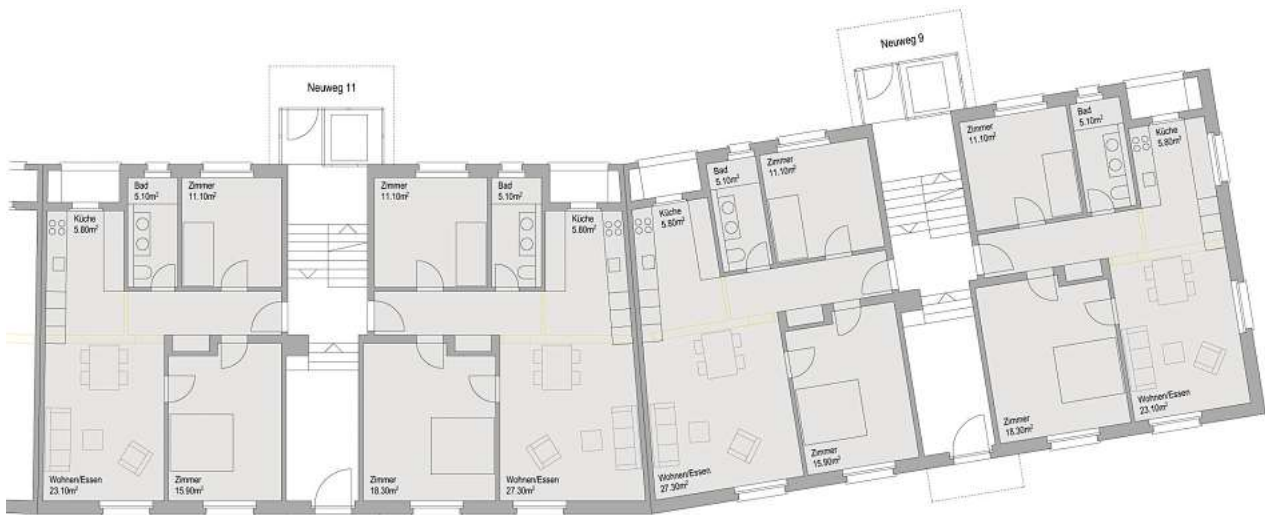 Neuweg 11
Bad
5.10m²
Zimmer
11.10m²
Küche
5.80m²
Wohnen/Essen
23.10m²
Zimmer
15.90m²
Zimmer
11.10m²
Bad
5.10m²
Küche
5.80m²
Zimmer
18.30m²
Wohnen/Essen
27.30m²
Neuweg 9
Bad
5.10m²
Zimmer
11.10m²
Küche
5.80m²
Wohnen/Essen
27.30m²
Zimmer
15.90m²
Zimmer
11.10m²
Bad
5.10m²
Küche
5.80m²
Zimmer
18.30m²
Wohnen/Essen
23.10m²